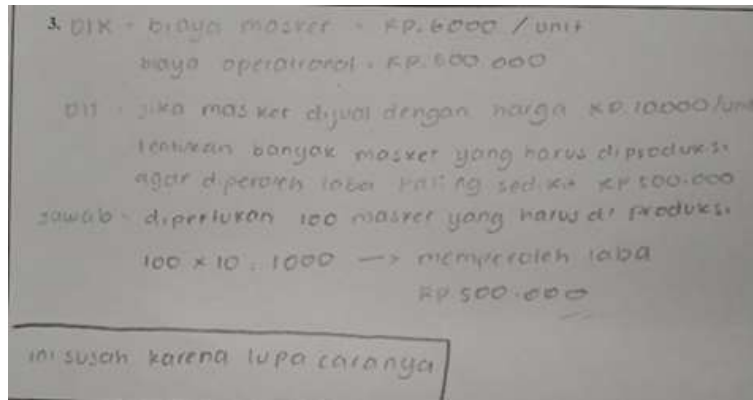 3. DIK - biaya masker = RP.6000 / unit
biaya operasional = RP.500 000
DIT = jika masker dijual dengan harga RP.10.000/unit
tentukan banyak masker yang harus diproduksi
agar diperoleh laba paling sedikit RP 500.000
jawab - diperlukan 100 masker yang harus di produksi
100 x 10 = 1000 -> memperoleh laba
RP 500.000
ini susah karena lupa caranya